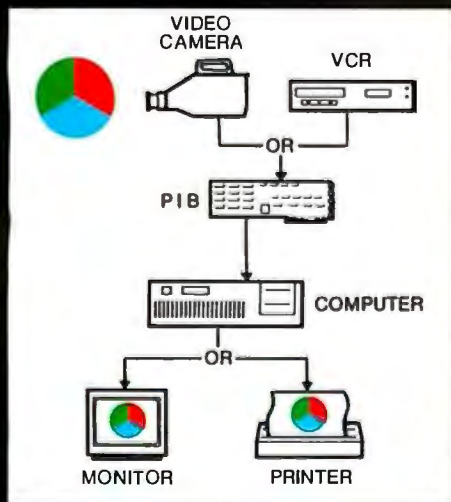 VIDEO
CAMERA
VCR
OR
PIB
COMPUTER
OR
MONITOR
PRINTER